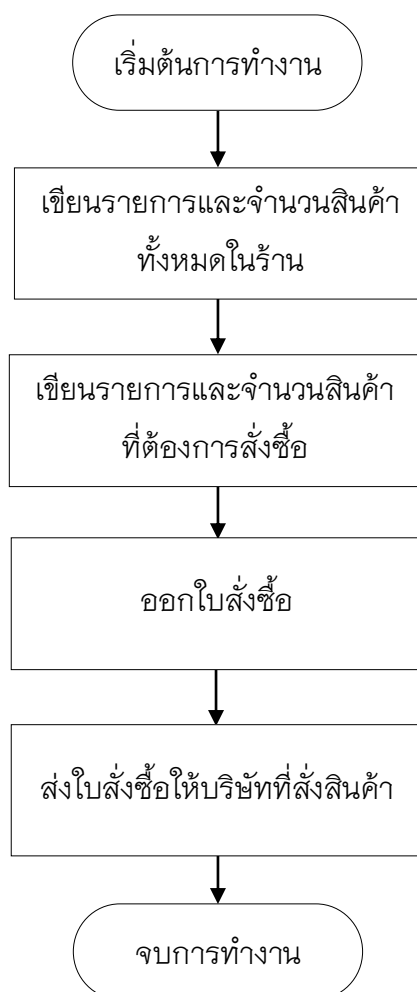 เริ่มต้นการทำงาน
เขียนรายการและจำนวนสินค้า
ทั้งหมดในร้าน
เขียนรายการและจำนวนสินค้า
ที่ต้องการสั่งซื้อ
ออกใบสั่งซื้อ
ส่งใบสั่งซื้อให้บริษัทที่สั่งสินค้า
จบการทำงาน